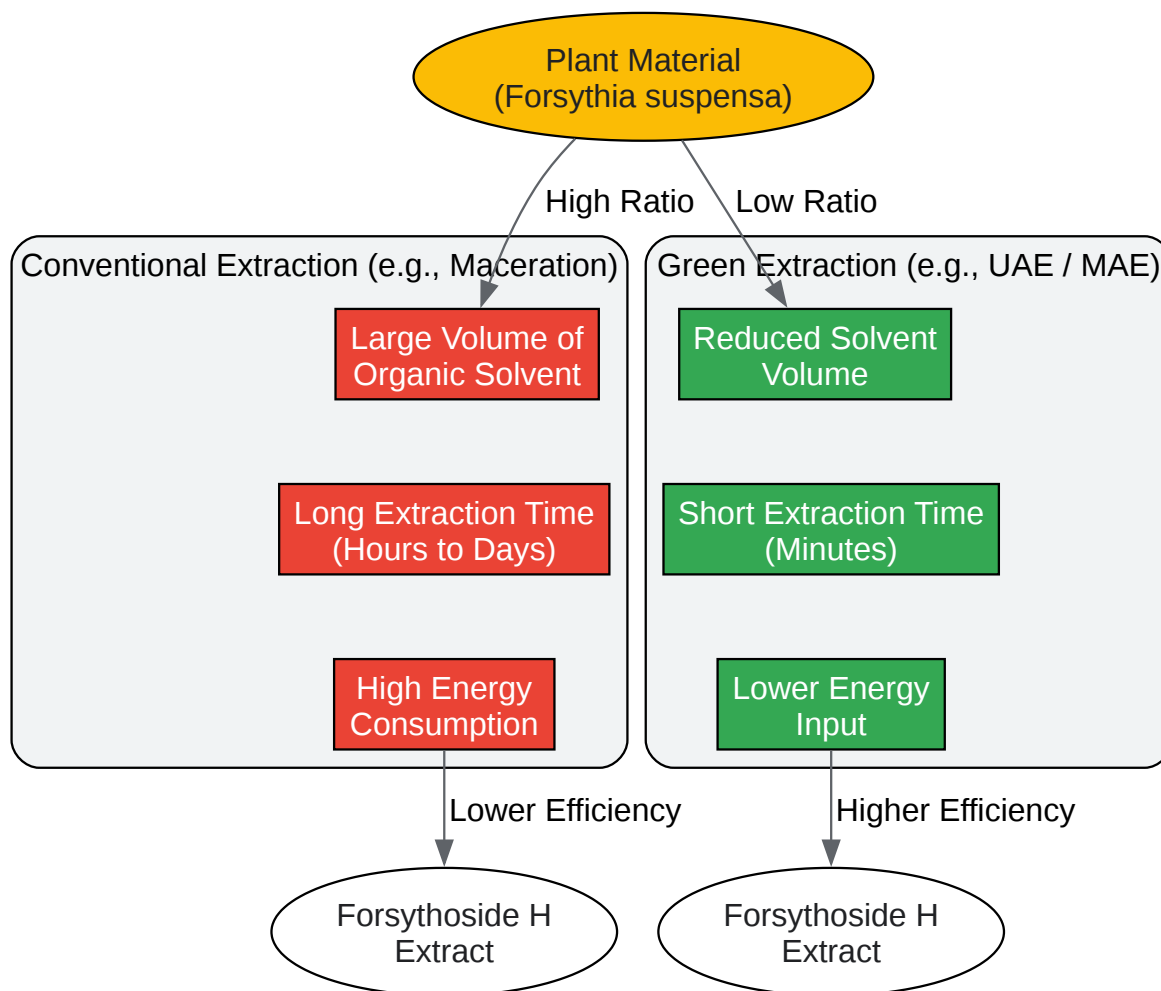 Plant Material
(Forsythia suspensa)
High Ratio
Low Ratio
Conventional Extraction (e.g., Maceration)
Green Extraction (e.g., UAE / MAE)
Large Volume of
Organic Solvent
Reduced Solvent
Volume
Long Extraction Time
(Hours to Days)
Short Extraction Time
(Minutes)
High Energy
Consumption
Lower Energy
Input
Lower Efficiency
Higher Efficiency
Forsythoside H
Extract
Forsythoside H
Extract